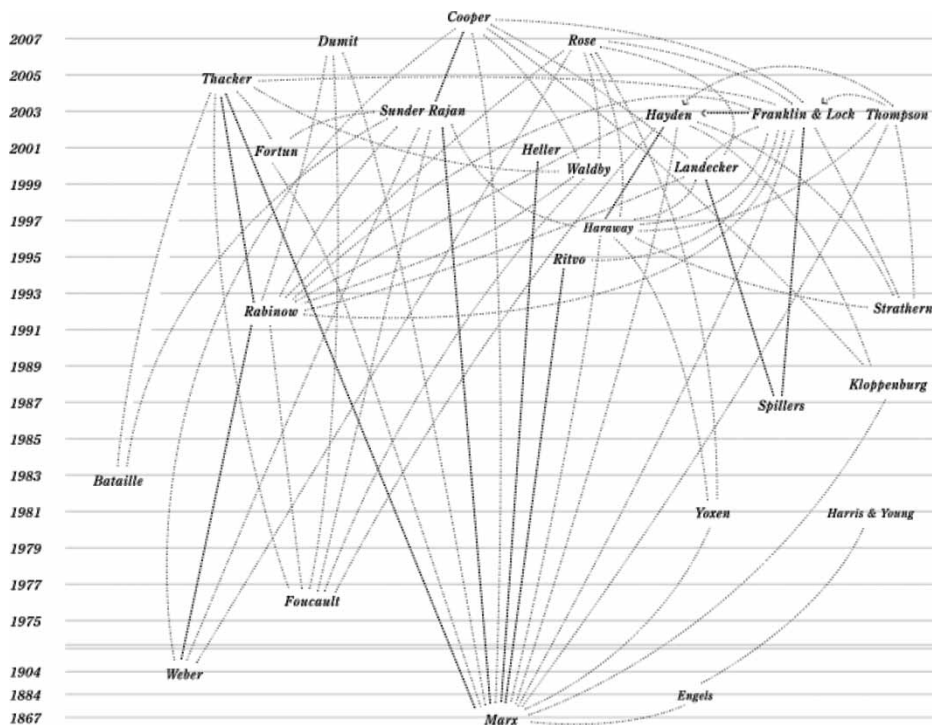 Cooper
2007
Dumit
Rose
2005
Thacker
2003
Sunder Rajan
Hayden
Franklin & Lock
Thompson
2001
Fortun
Heller
Waldby
Landecker
1999
1997
Haraway
1995
Ritvo
1993
Rabinow
Strathern
1991
1989
Kloppenburg
1987
Spillers
1985
1983
Bataille
1981
Yoxen
Harris & Young
1979
1977
Foucault
1975
1904
Weber
1884
Engels
1867
Marx